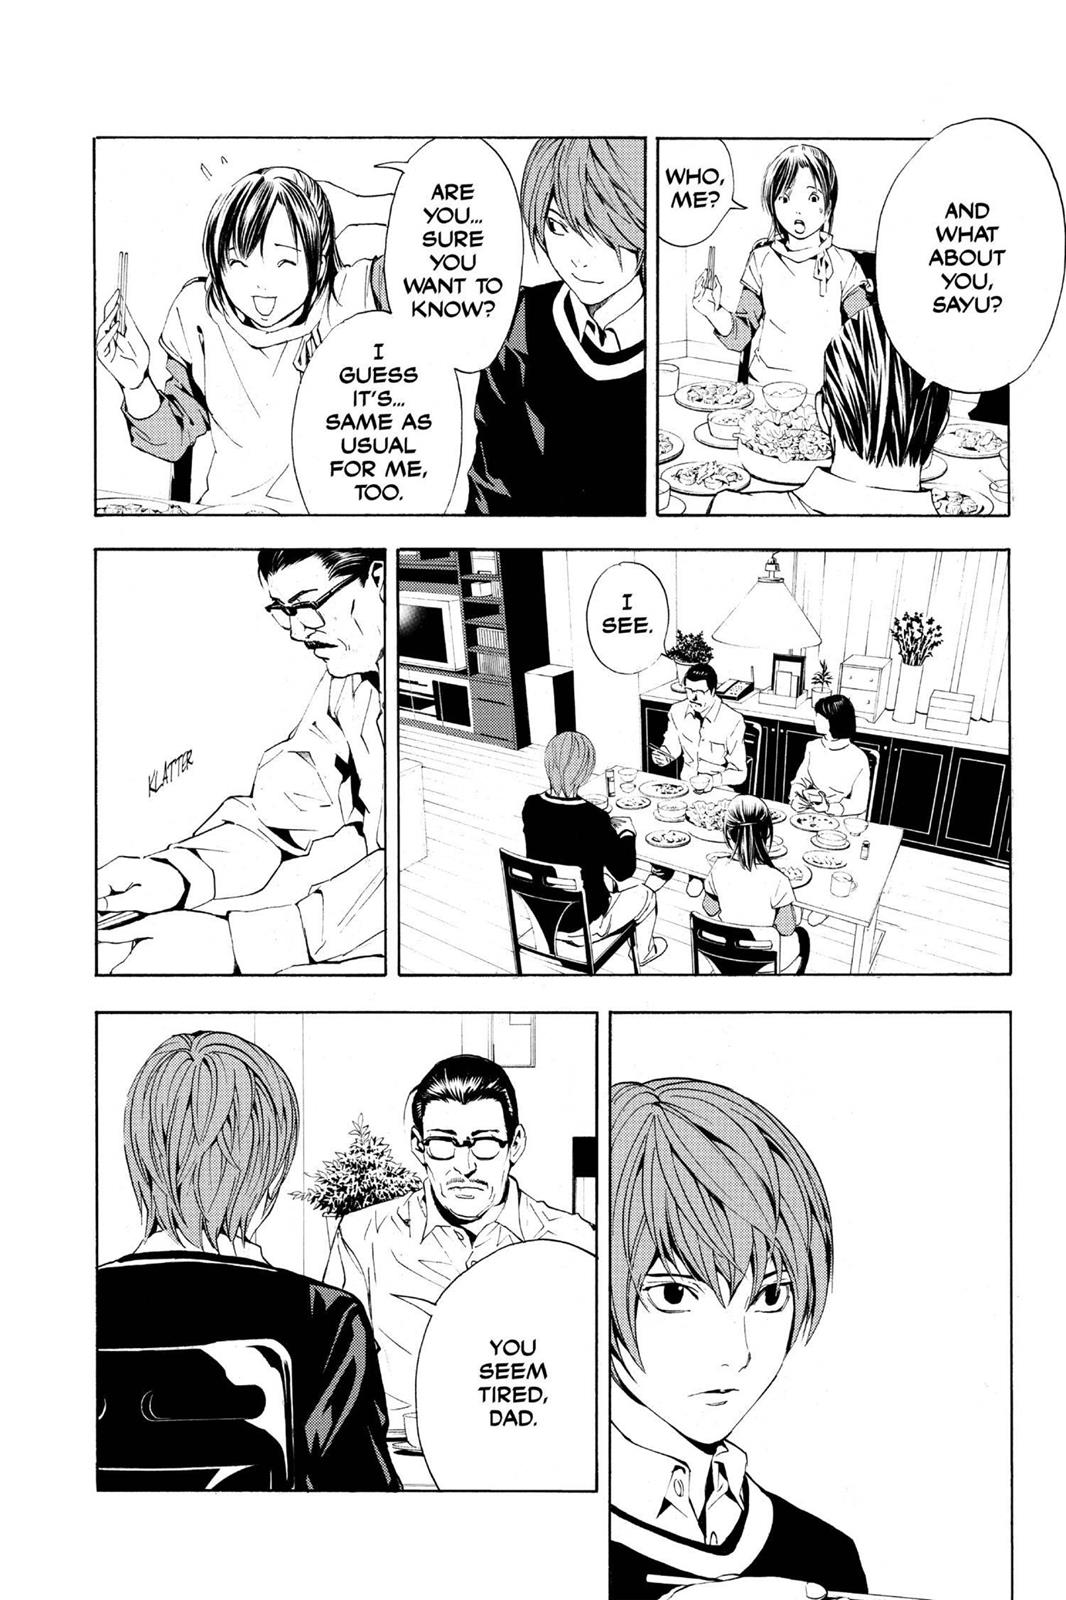 AND
WHAT
ABOUT
YOU,
SAYU?
WHO,
ME?
ARE
YOU...
SURE
YOU
WANT TO
KNOW?
I
GUESS
IT'S...
SAME AS
USUAL
FOR ME,
TOO.
I
SEE.
KLATTER
YOU
SEEM
TIRED,
DAD.